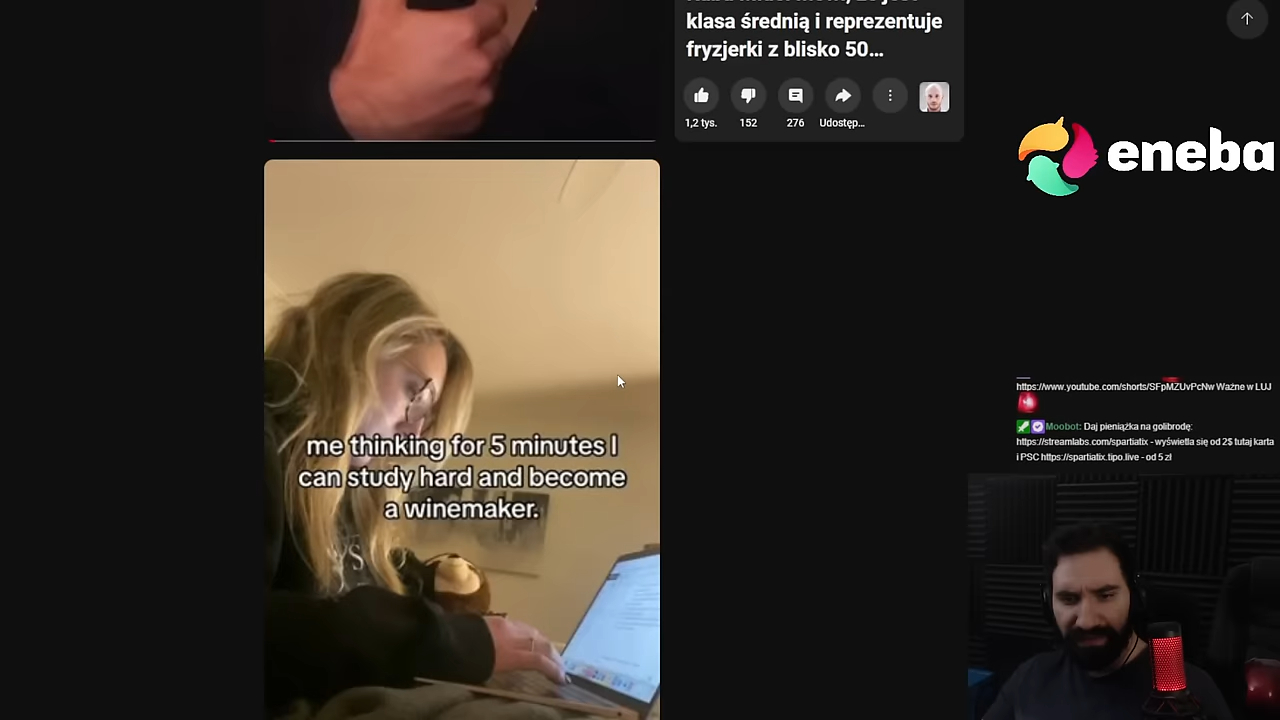 klasa średnią i reprezentuje
fryzjerki z blisko 50...
1,2 tys.
152
276
Udostęp...
eneba
me thinking for 5 minutes I
can study hard and become
a winemaker.
https://www.youtube.com/shorts/SFpMZUvPcNw Ważne w LUJ
Moobot: Daj pieniążka na golibrodę:
https://streamlabs.com/spartiatix - wyświetla się od 2$ tutaj karta
i PSC https://spartiatix.tipo.live - od 5 zł